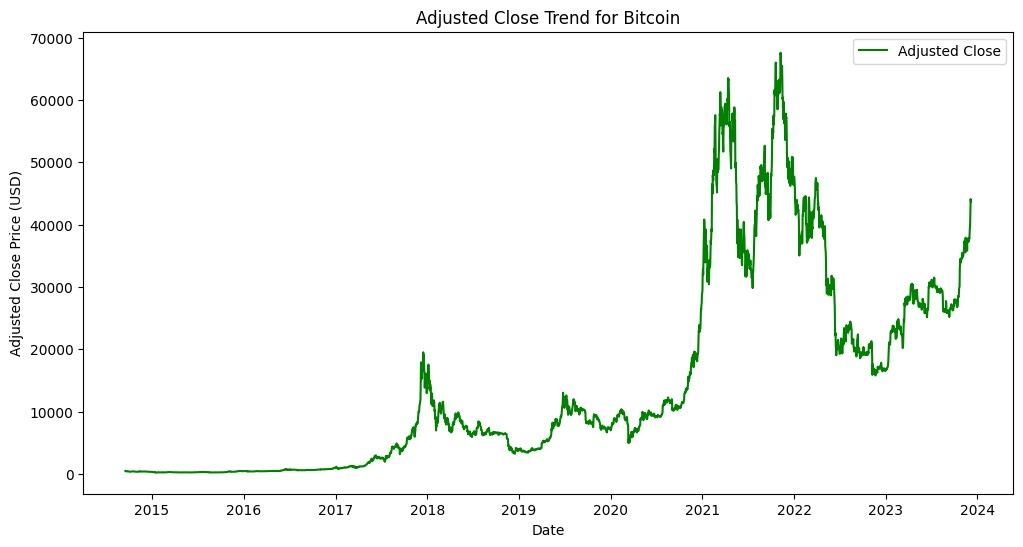 Adjusted Close Trend for Bitcoin
Adjusted Close
Adjusted Close Price (USD)
70000
60000
50000
40000
30000
20000
10000
0
2015 2016 2017 2018 2019 2020 2021 2022 2023 2024
Date